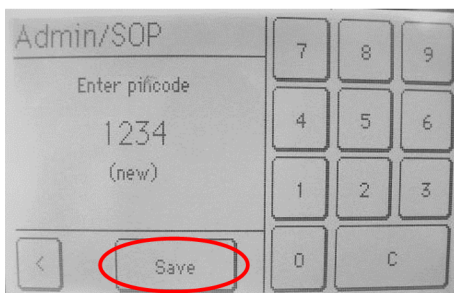 Admin/SOP
Enter pincode
1234
(new)
< Save
7 8 9
4 5 6
1 2 3
0 C